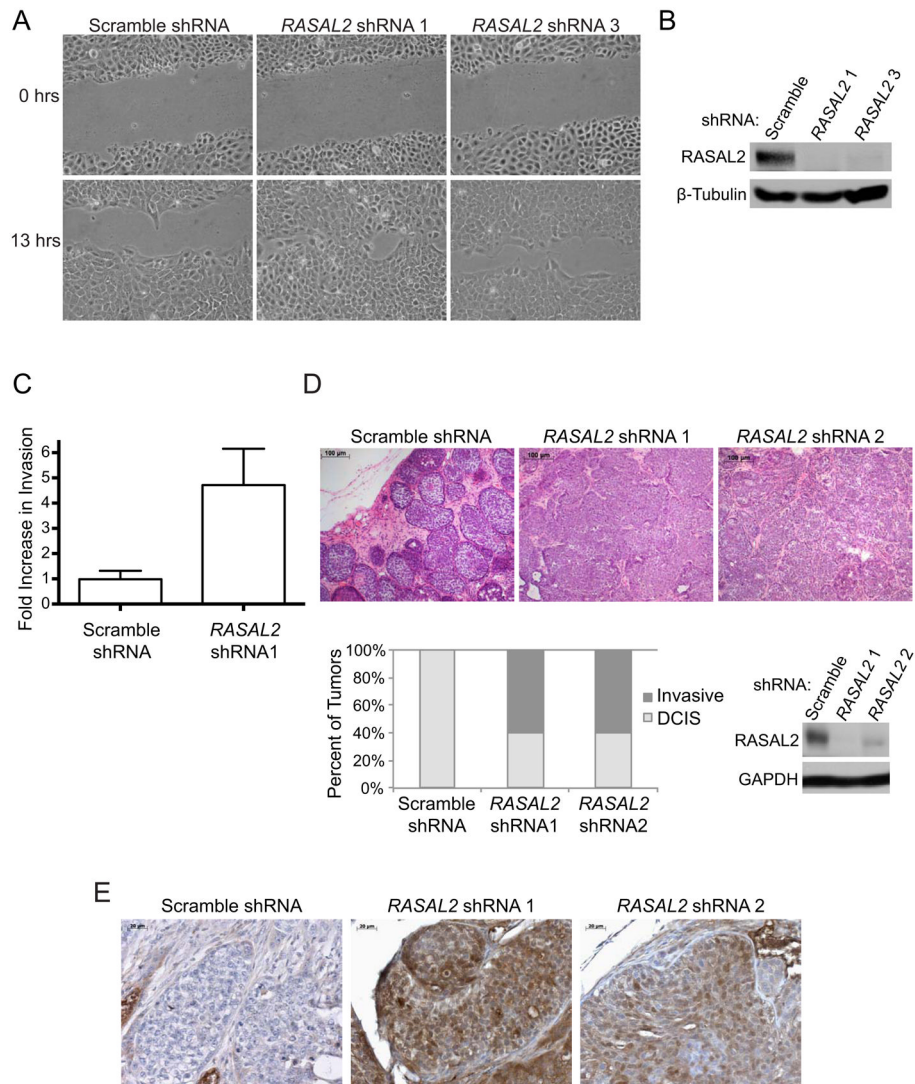 A
Scramble shRNA
RASAL2 shRNA 1
RASAL2 shRNA 3
0 hrs
13 hrs
B
shRNA:
Scramble
RASAL2 1
RASAL2 3
RASAL2
β-Tubulin
C
Fold Increase in Invasion
6
5
4
3
2
1
0
Scramble
shRNA
RASAL2
shRNA1
D
Scramble shRNA
RASAL2 shRNA 1
RASAL2 shRNA 2
100 µm
100 µm
100 µm
Percent of Tumors
100%
80%
60%
40%
20%
0%
Invasive
DCIS
Scramble
shRNA
RASAL2
shRNA1
RASAL2
shRNA2
shRNA:
Scramble
RASAL2 1
RASAL2 2
RASAL2
GAPDH
E
Scramble shRNA
RASAL2 shRNA 1
RASAL2 shRNA 2